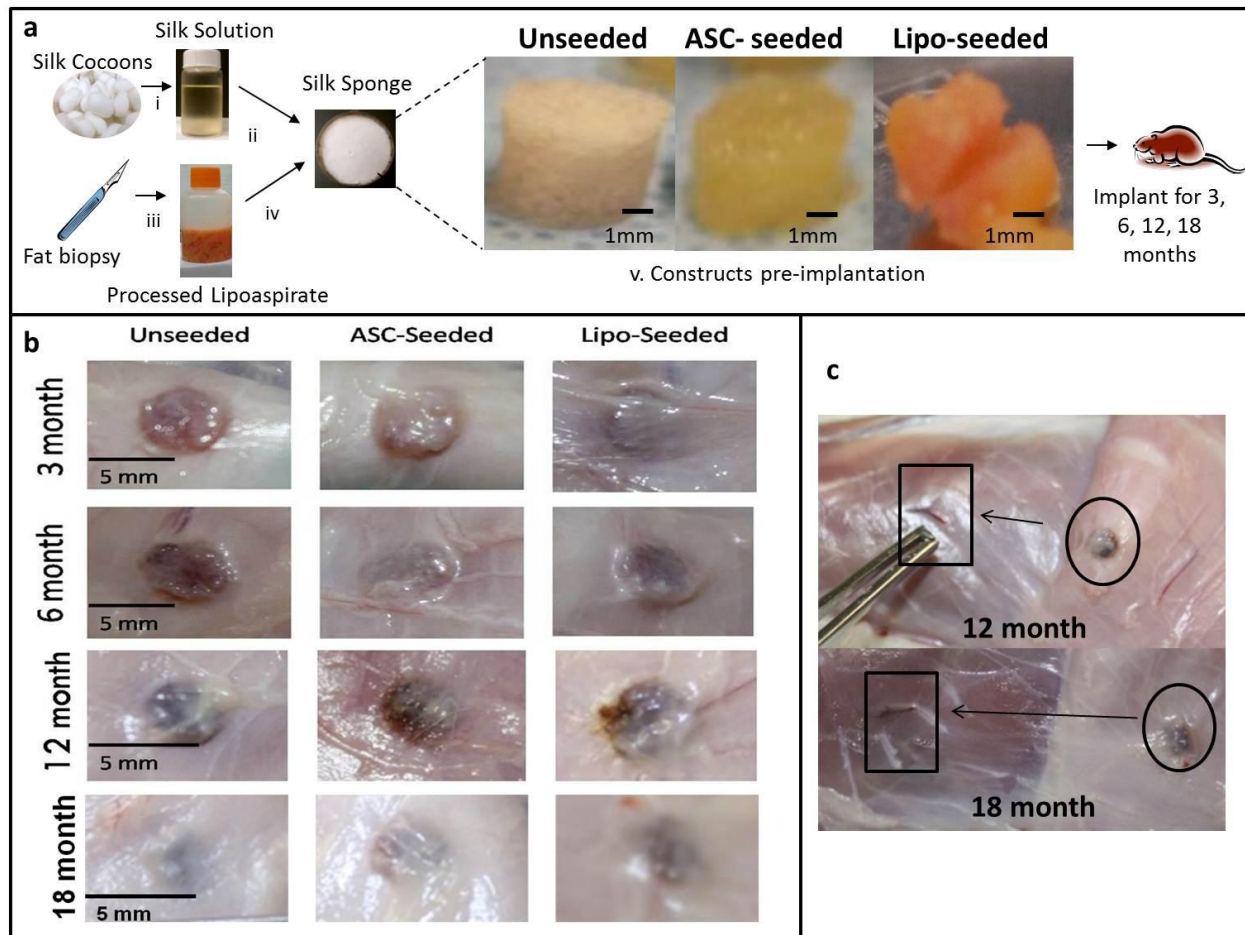 a
Silk Solution
Silk Cocoons
i
ii
Silk Sponge
Unseeded
ASC- seeded
Lipo-seeded
1mm
1mm
1mm
Implant for 3,
6, 12, 18
months
iii
iv
Fat biopsy
Processed Lipoaspirate
v. Constructs pre-implantation
b
Unseeded
ASC-Seeded
Lipo-Seeded
3 month
5 mm
6 month
5 mm
12 month
5 mm
18 month
5 mm
c
12 month
18 month